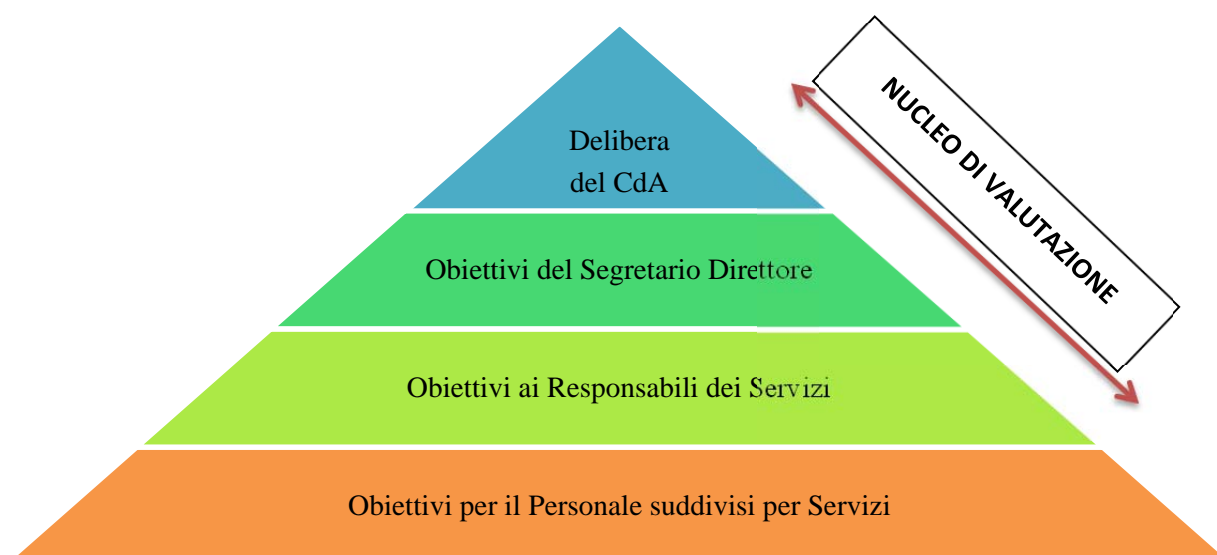 Delibera
del CdA
NUCLEO DI VALUTAZIONE
Obiettivi del Segretario Direttore
Obiettivi ai Responsabili dei Servizi
Obiettivi per il Personale suddivisi per Servizi